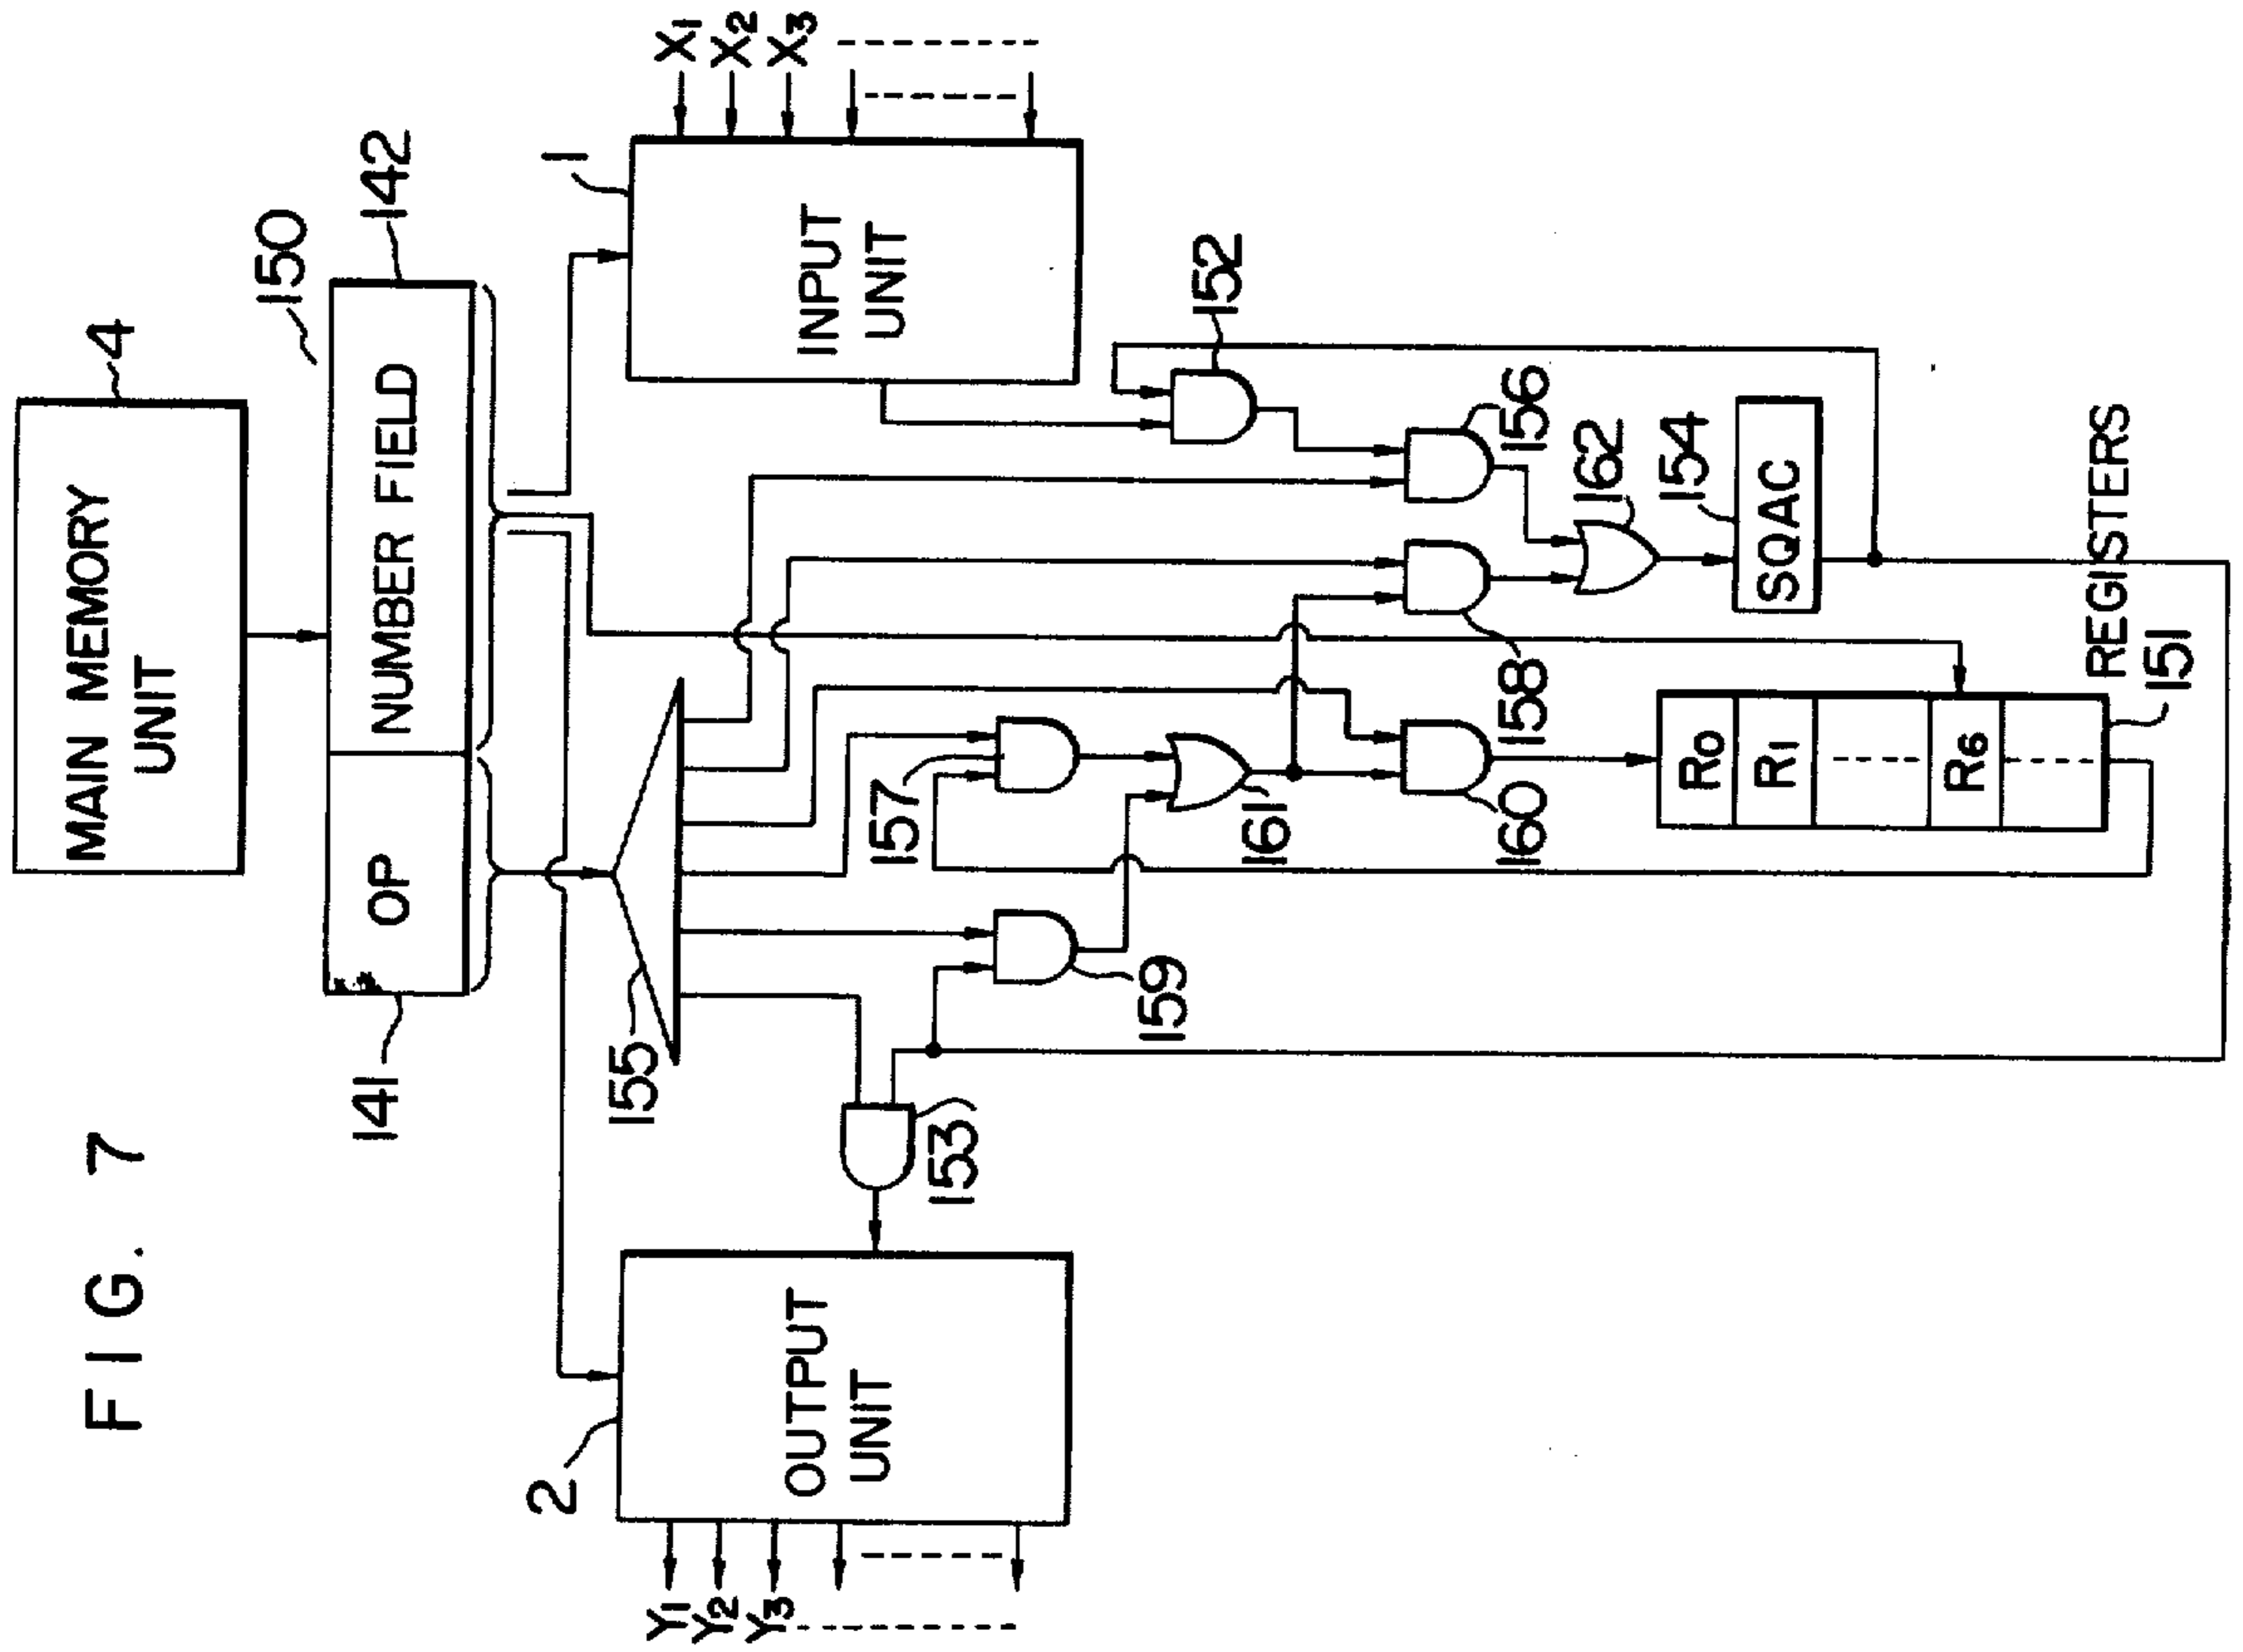 FIG. 7
MAIN MEMORY
UNIT
4
150
141
OP
NUMBER FIELD
142
155
2
OUTPUT
UNIT
Y1
Y2
Y3
1
INPUT
UNIT
X1
X2
X3
153
159
157
161
152
160
158
156
162
154
SQAC
REGISTERS
151
R0
R1
R6